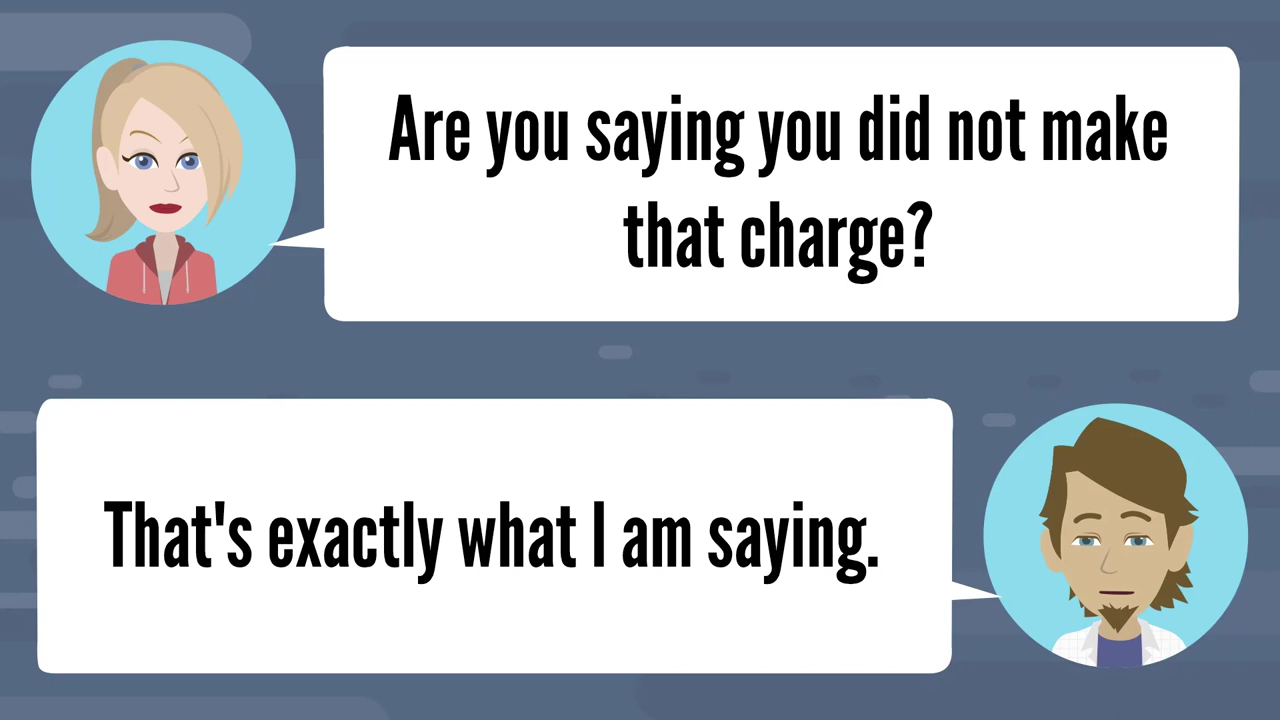 Are you saying you did not make
that charge?
That's exactly what I am saying.